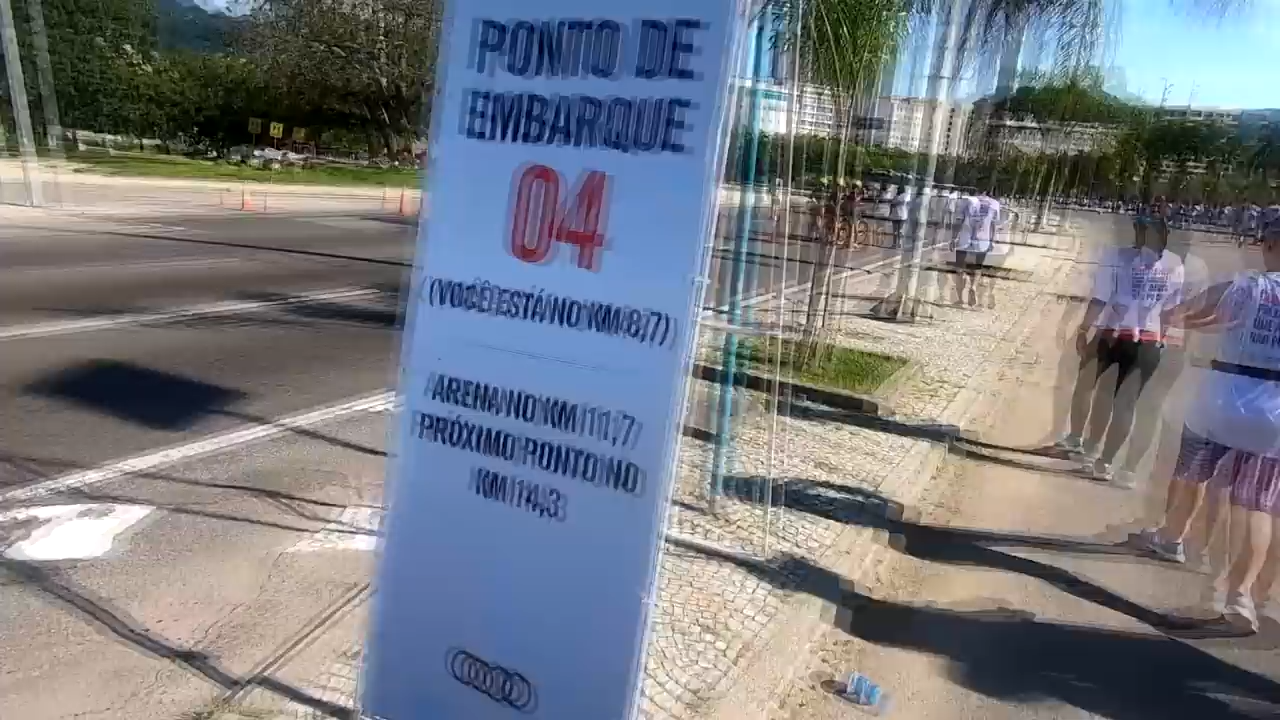 PONTO DE
EMBARQUE
04
(VOCÊ ESTÁ NO KM 8,7)
ARENA NO KM 11,7
PRÓXIMO PONTO NO
KM 14,3